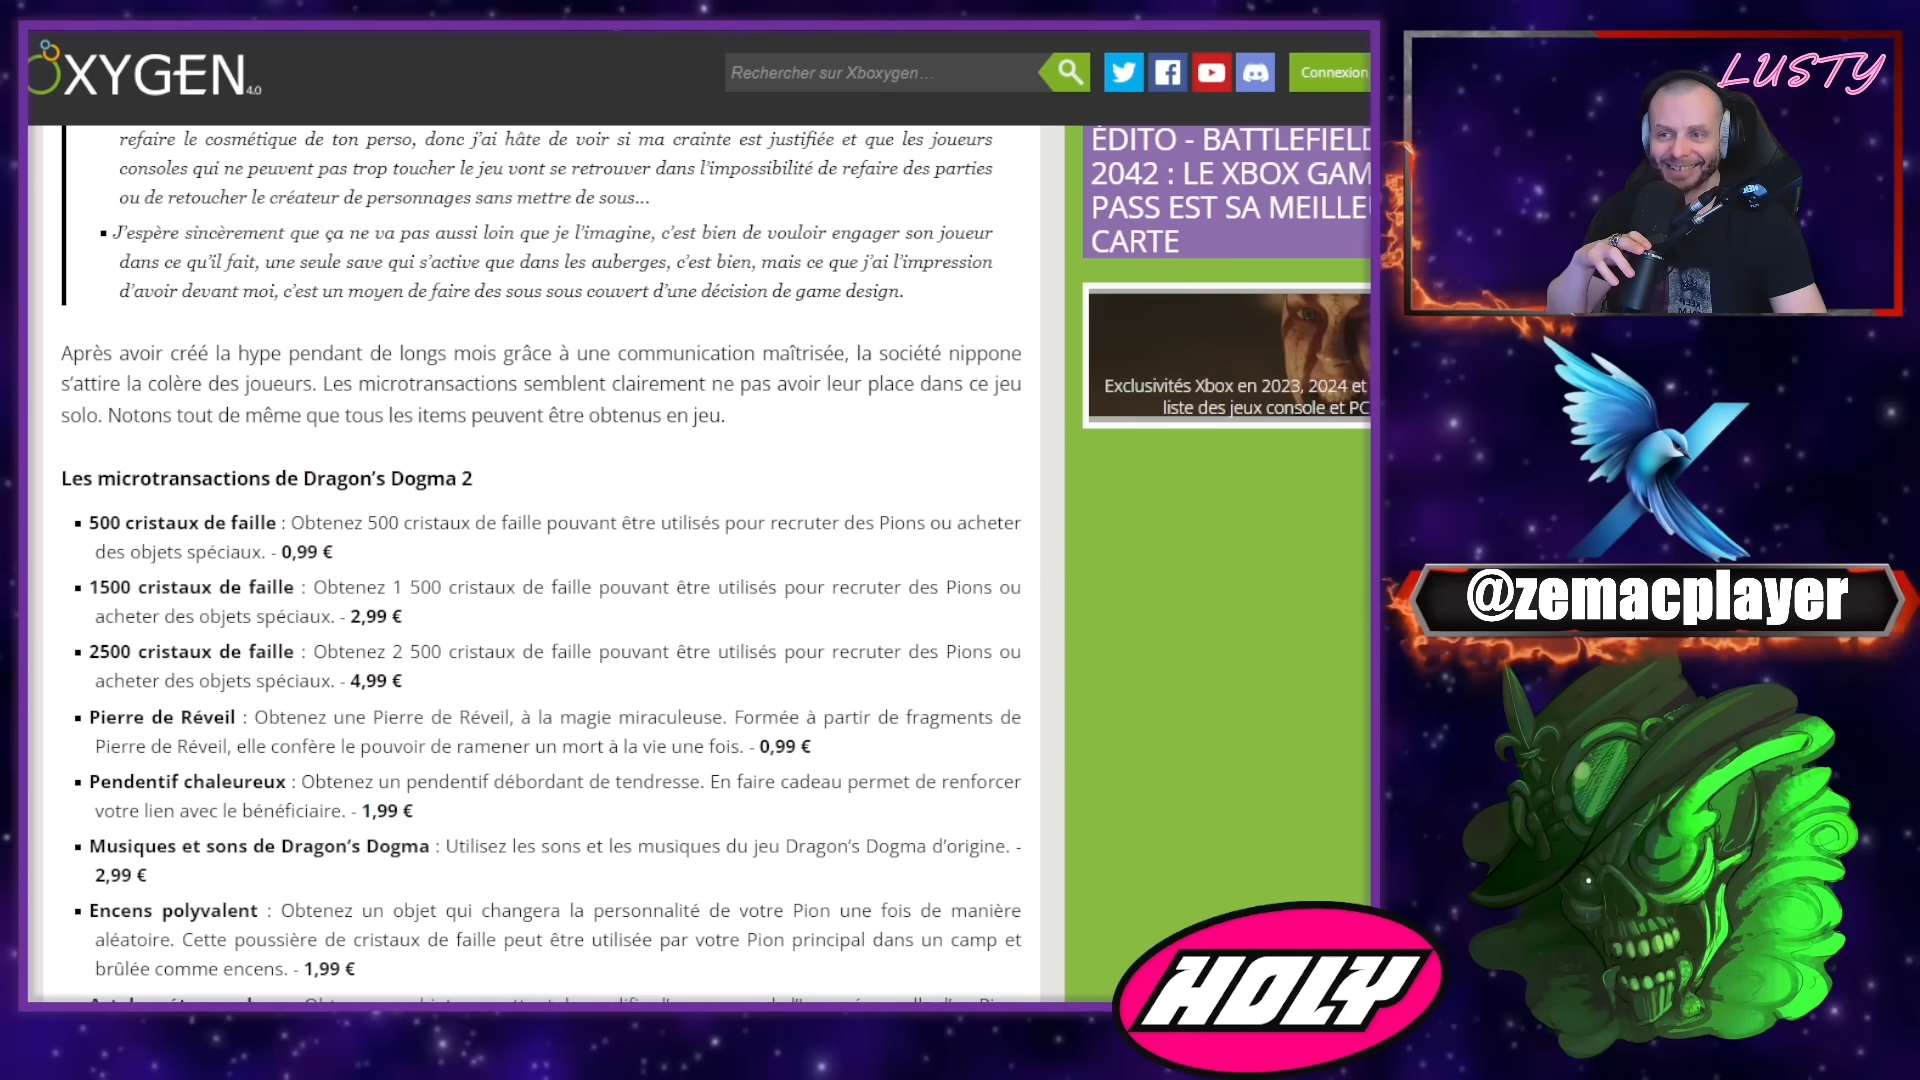 XYGEN 4.0
Rechercher sur Xboxygen…
Connexion
refaire le cosmétique de ton perso, donc j'ai hâte de voir si ma crainte est justifiée et que les joueurs
consoles qui ne peuvent pas trop toucher le jeu vont se retrouver dans l'impossibilité de refaire des parties
ou de retoucher le créateur de personnages sans mettre de sous...
▪ J'espère sincèrement que ça ne va pas aussi loin que je l'imagine, c'est bien de vouloir engager son joueur
dans ce qu'il fait, une seule save qui s'active que dans les auberges, c'est bien, mais ce que j'ai l'impression
d'avoir devant moi, c'est un moyen de faire des sous sous couvert d'une décision de game design.
Après avoir créé la hype pendant de longs mois grâce à une communication maîtrisée, la société nippone
s'attire la colère des joueurs. Les microtransactions semblent clairement ne pas avoir leur place dans ce jeu
solo. Notons tout de même que tous les items peuvent être obtenus en jeu.
Les microtransactions de Dragon's Dogma 2
▪ 500 cristaux de faille : Obtenez 500 cristaux de faille pouvant être utilisés pour recruter des Pions ou acheter
des objets spéciaux. - 0,99 €
▪ 1500 cristaux de faille : Obtenez 1 500 cristaux de faille pouvant être utilisés pour recruter des Pions ou
acheter des objets spéciaux. - 2,99 €
▪ 2500 cristaux de faille : Obtenez 2 500 cristaux de faille pouvant être utilisés pour recruter des Pions ou
acheter des objets spéciaux. - 4,99 €
▪ Pierre de Réveil : Obtenez une Pierre de Réveil, à la magie miraculeuse. Formée à partir de fragments de
Pierre de Réveil, elle confère le pouvoir de ramener un mort à la vie une fois. - 0,99 €
▪ Pendentif chaleureux : Obtenez un pendentif débordant de tendresse. En faire cadeau permet de renforcer
votre lien avec le bénéficiaire. - 1,99 €
▪ Musiques et sons de Dragon's Dogma : Utilisez les sons et les musiques du jeu Dragon's Dogma d'origine. -
2,99 €
▪ Encens polyvalent : Obtenez un objet qui changera la personnalité de votre Pion une fois de manière
aléatoire. Cette poussière de cristaux de faille peut être utilisée par votre Pion principal dans un camp et
brûlée comme encens. - 1,99 €
ÉDITO - BATTLEFIELD
2042 : LE XBOX GAM
PASS EST SA MEILLEU
CARTE
Exclusivités Xbox en 2023, 2024 et
liste des jeux console et PC
LUSTY
@zemacplayer
HOLY